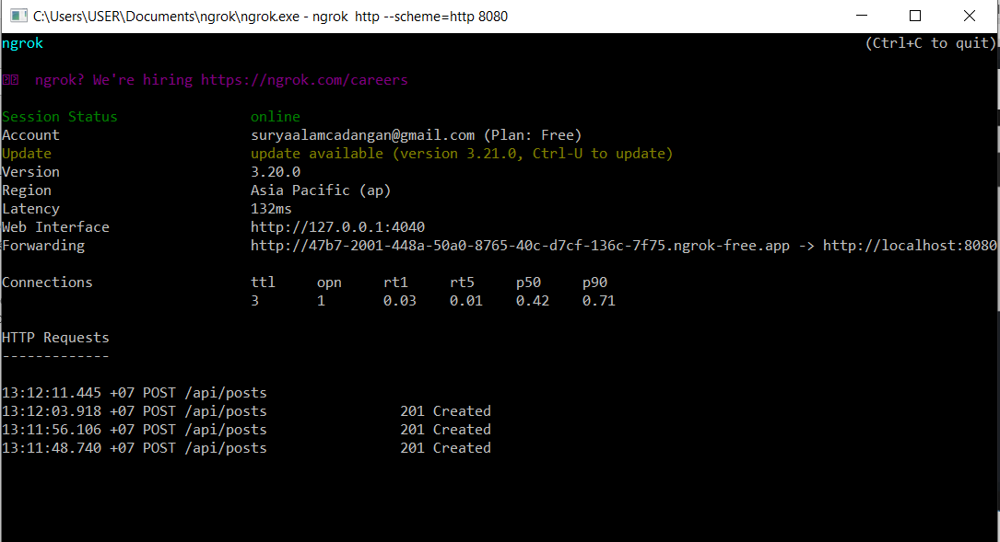 C:\Users\USER\Documents\ngrok\ngrok.exe - ngrok http --scheme=http 8080
ngrok (Ctrl+C to quit)
ngrok? We're hiring https://ngrok.com/careers
Session Status online
Account suryaalamcadangan@gmail.com (Plan: Free)
Update update available (version 3.21.0, Ctrl-U to update)
Version 3.20.0
Region Asia Pacific (ap)
Latency 132ms
Web Interface http://127.0.0.1:4040
Forwarding http://47b7-2001-448a-50a0-8765-40c-d7cf-136c-7f75.ngrok-free.app -> http://localhost:8080
Connections ttl opn rt1 rt5 p50 p90
3 1 0.03 0.01 0.42 0.71
HTTP Requests
-------------
13:12:11.445 +07 POST /api/posts
13:12:03.918 +07 POST /api/posts 201 Created
13:11:56.106 +07 POST /api/posts 201 Created
13:11:48.740 +07 POST /api/posts 201 Created